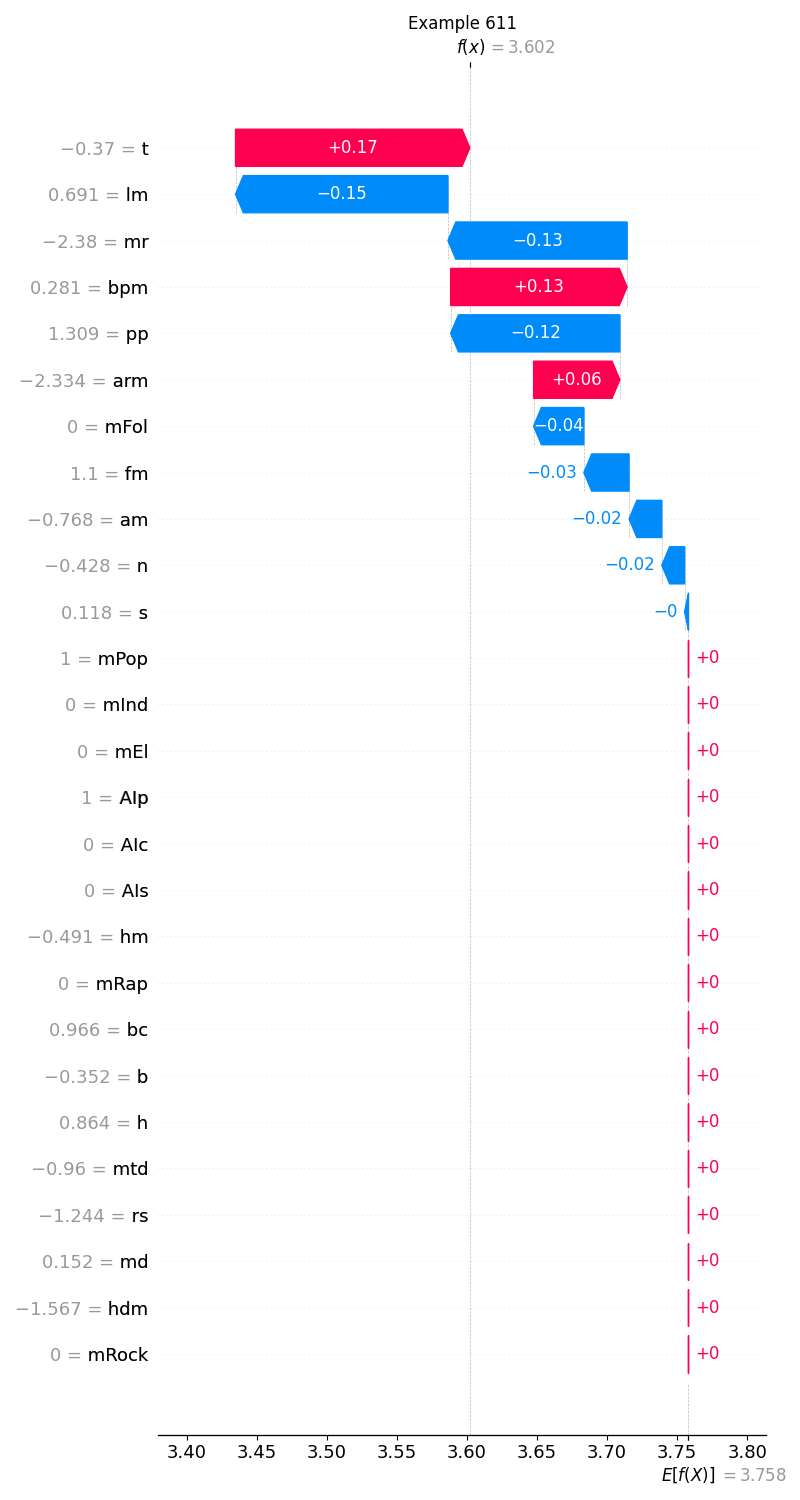 Example 611
f(x) = 3.602
−0.37 = t
+0.17
0.691 = lm
−0.15
−2.38 = mr
−0.13
0.281 = bpm
+0.13
1.309 = pp
−0.12
−2.334 = arm
+0.06
0 = mFol
−0.04
1.1 = fm
−0.03
−0.768 = am
−0.02
−0.428 = n
−0.02
0.118 = s
−0
1 = mPop
+0
0 = mInd
+0
0 = mEl
+0
1 = AIp
+0
0 = AIc
+0
0 = AIs
+0
−0.491 = hm
+0
0 = mRap
+0
0.966 = bc
+0
−0.352 = b
+0
0.864 = h
+0
−0.96 = mtd
+0
−1.244 = rs
+0
0.152 = md
+0
−1.567 = hdm
+0
0 = mRock
+0
3.40 3.45 3.50 3.55 3.60 3.65 3.70 3.75 3.80
E[f(X)] = 3.758